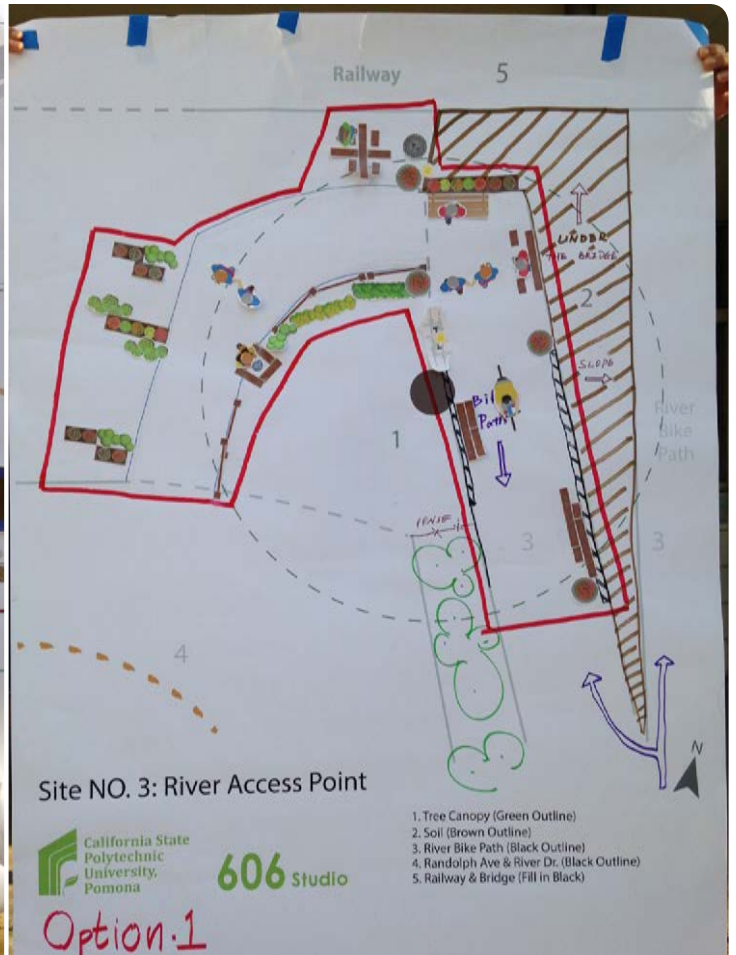 Railway
5
UNDER
THE BRIDGE
2
SLOPE
River
Bike
Path
Path
1
FENSE
3
3
4
N
Site NO. 3: River Access Point
California State
Polytechnic
University,
Pomona
606 Studio
1. Tree Canopy (Green Outline)
2. Soil (Brown Outline)
3. River Bike Path (Black Outline)
4. Randolph Ave & River Dr. (Black Outline)
5. Railway & Bridge (Fill in Black)
Option.1